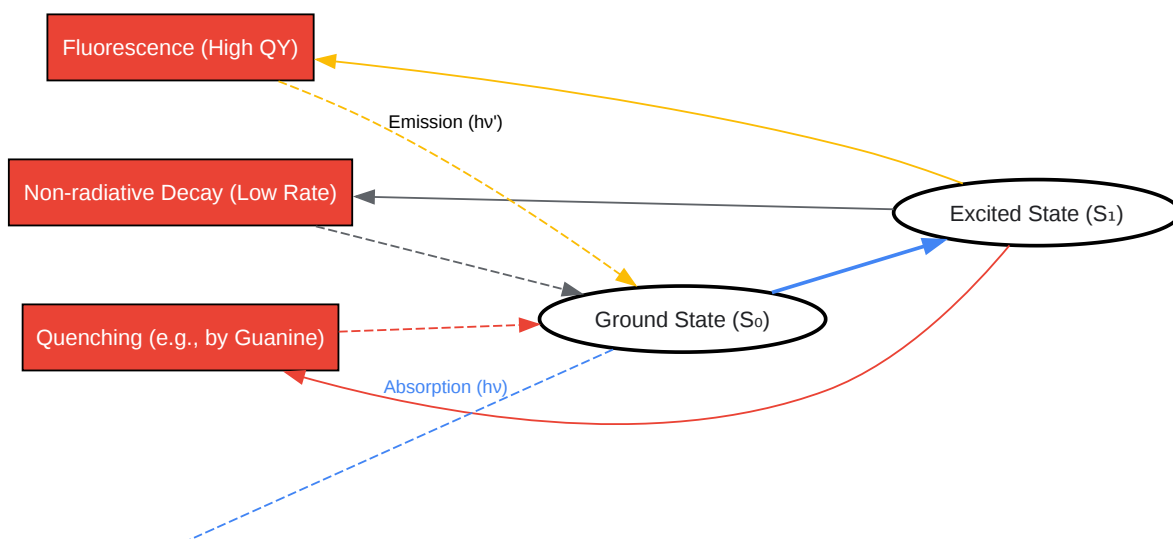 Fluorescence (High QY)
Emission (hν')
Non-radiative Decay (Low Rate)
Excited State (S₁)
Ground State (S₀)
Quenching (e.g., by Guanine)
Absorption (hν)